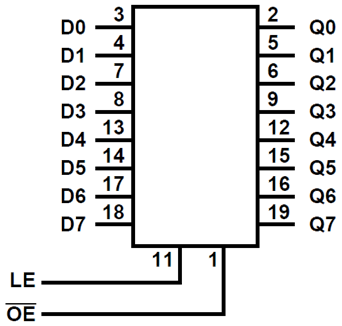 D0 3 2 Q0
D1 4 5 Q1
D2 7 6 Q2
D3 8 9 Q3
D4 13 12 Q4
D5 14 15 Q5
D6 17 16 Q6
D7 18 19 Q7
11 1
LE
O̅E̅